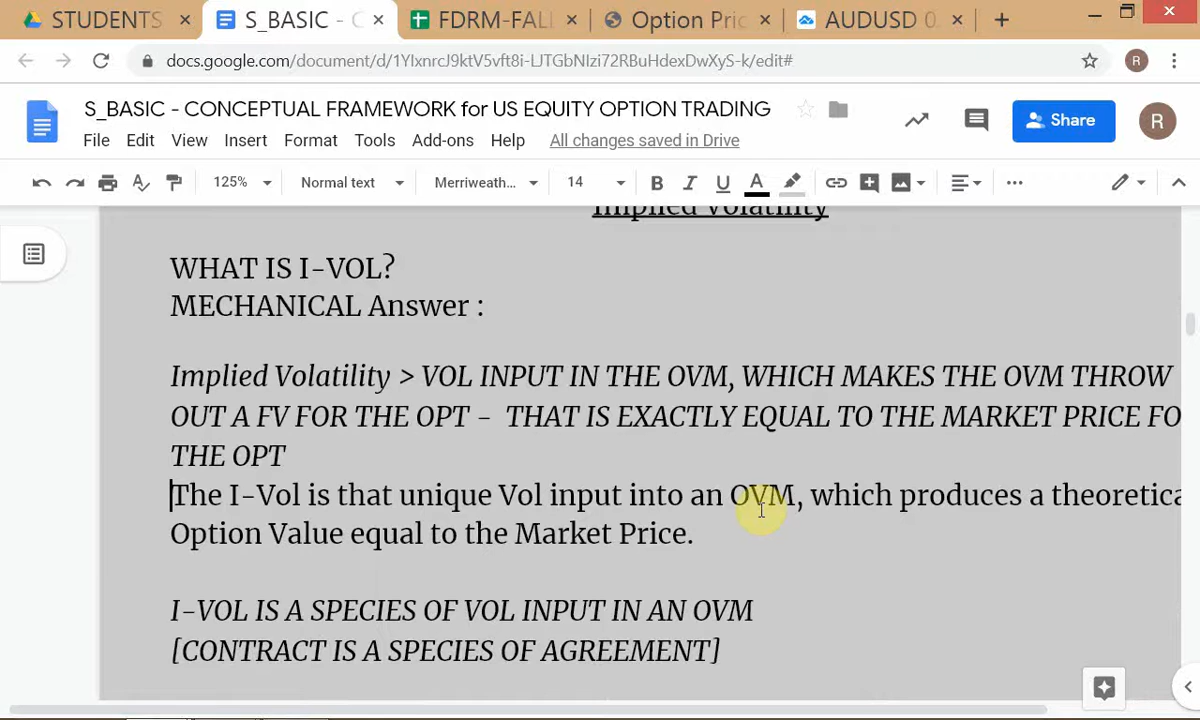 STUDENTS
S_BASIC - C
FDRM-FALL
Option Pric
AUDUSD 0.
docs.google.com/document/d/1YlxnrcJ9ktV5vft8i-LJTGbNIzi72RBuHdexDwXyS-k/edit#
R
S_BASIC - CONCEPTUAL FRAMEWORK for US EQUITY OPTION TRADING
File Edit View Insert Format Tools Add-ons Help All changes saved in Drive
Share
R
125% Normal text Merriweath... 14 B I U A
Implied Volatility
WHAT IS I-VOL?
MECHANICAL Answer :
Implied Volatility > VOL INPUT IN THE OVM, WHICH MAKES THE OVM THROW
OUT A FV FOR THE OPT - THAT IS EXACTLY EQUAL TO THE MARKET PRICE FO
THE OPT
The I-Vol is that unique Vol input into an OVM, which produces a theoretica
Option Value equal to the Market Price.
I-VOL IS A SPECIES OF VOL INPUT IN AN OVM
[CONTRACT IS A SPECIES OF AGREEMENT]